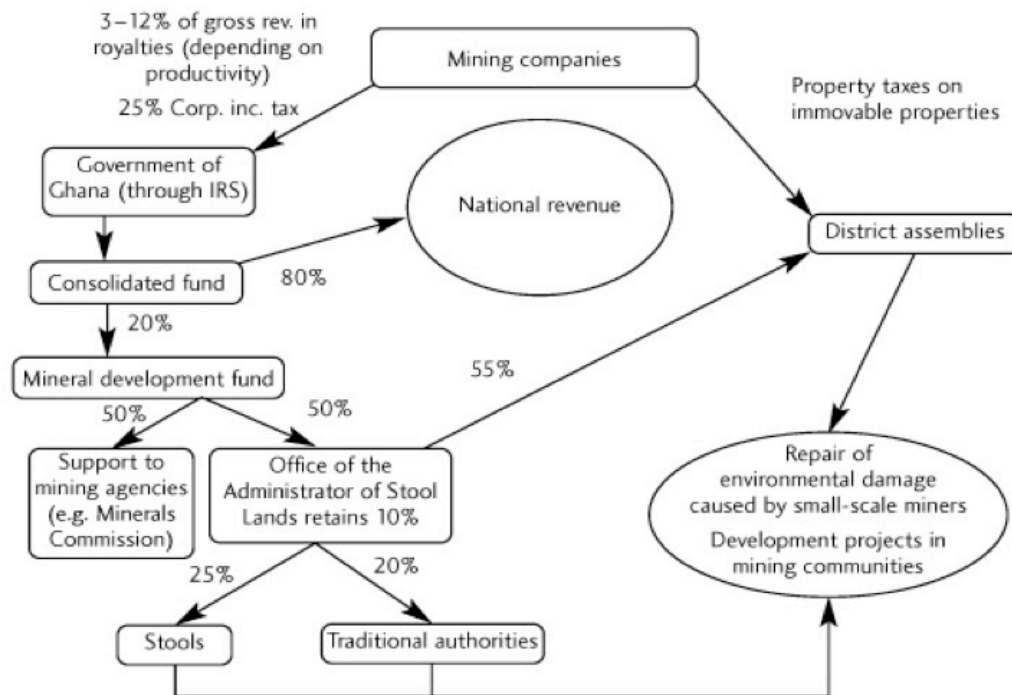 3–12% of gross rev. in
royalties (depending on
productivity)
25% Corp. inc. tax
Mining companies
Property taxes on
immovable properties
Government of
Ghana (through IRS)
National revenue
District assemblies
Consolidated fund
80%
20%
Mineral development fund
55%
50%
50%
Support to
mining agencies
(e.g. Minerals
Commission)
Office of the
Administrator of Stool
Lands retains 10%
Repair of
environmental damage
caused by small-scale miners
Development projects in
mining communities
25%
20%
Stools
Traditional authorities